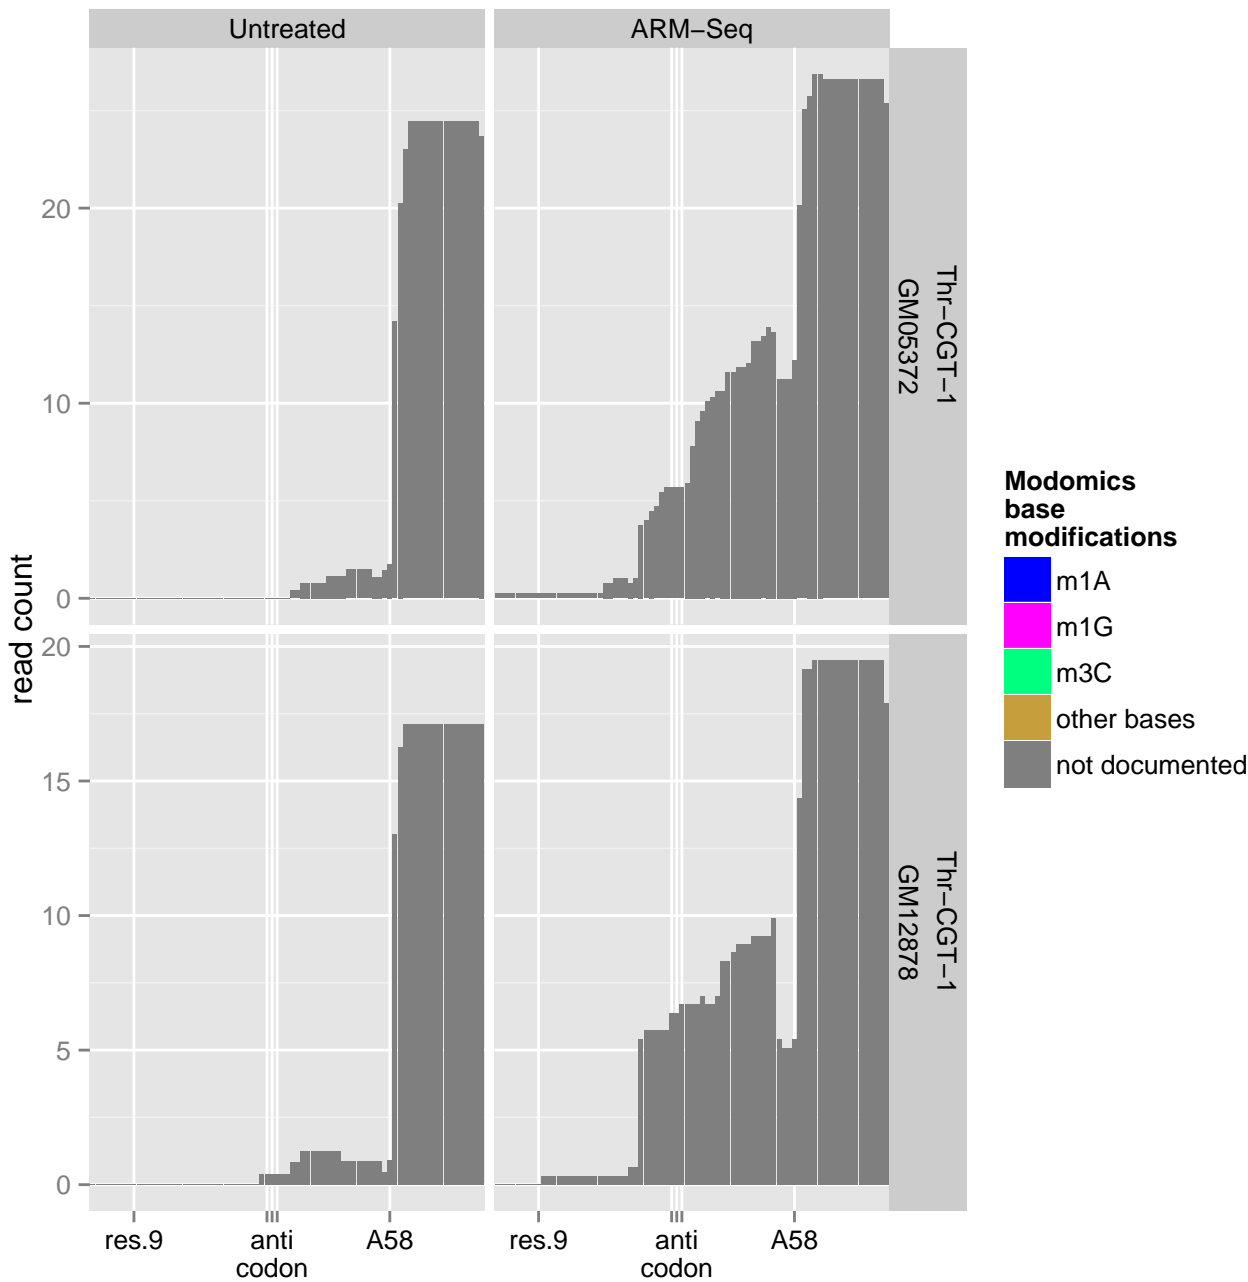 Untreated
ARM−Seq
read count
20
10
0
Thr−CGT−1
GM05372
20
15
10
5
0
Thr−CGT−1
GM12878
res.9
anti
codon
A58
res.9
anti
codon
A58
Modomics
base
modifications
m1A
m1G
m3C
other bases
not documented